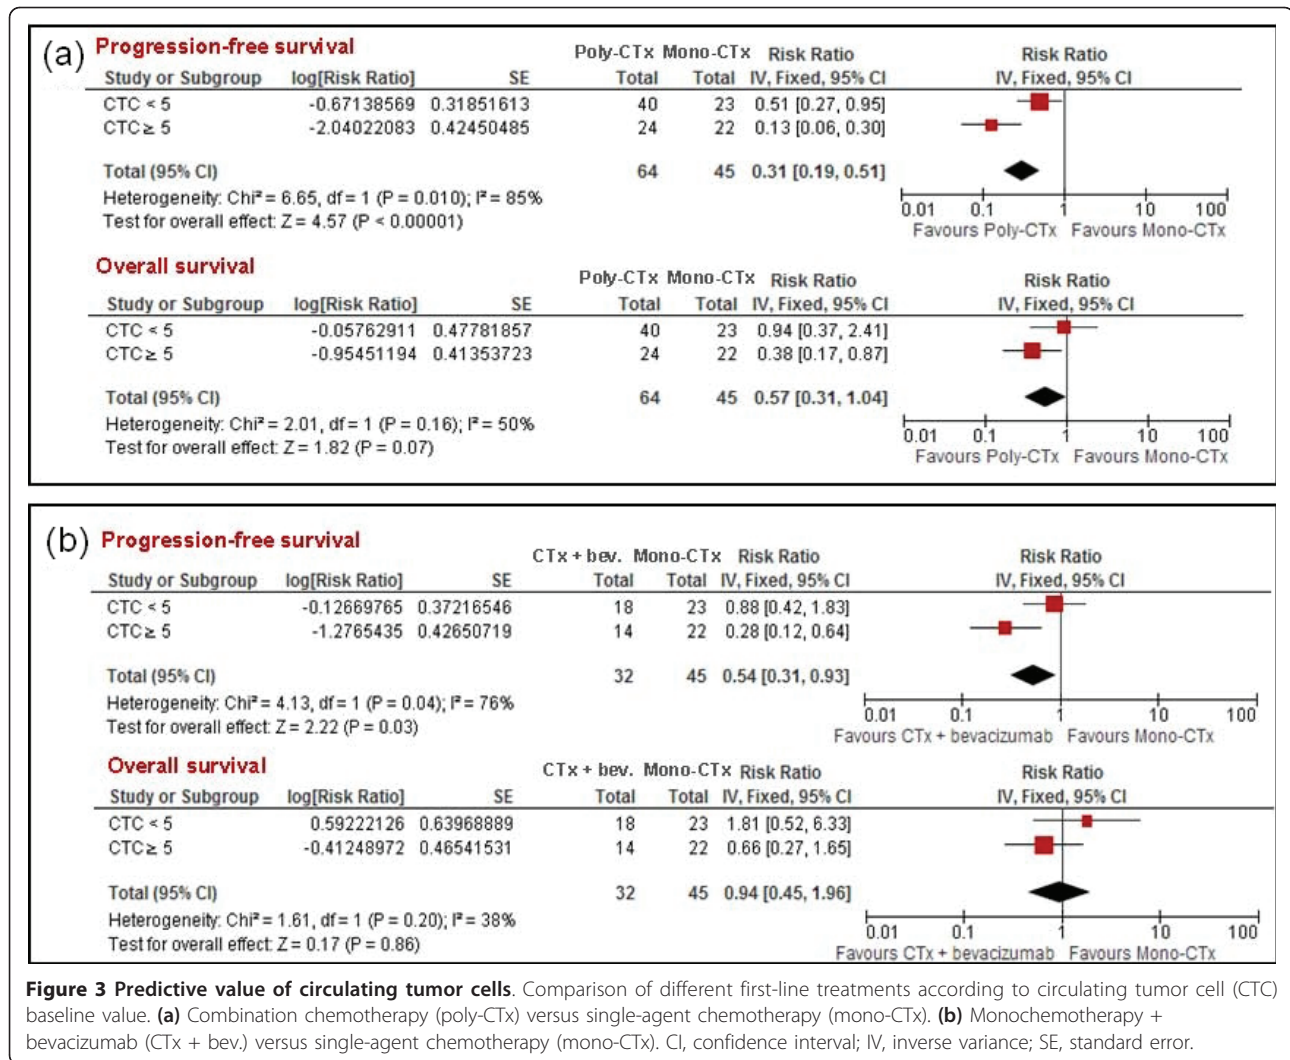 (a) Progression-free survival
Poly-CTx Mono-CTx Risk Ratio Risk Ratio
Study or Subgroup log[Risk Ratio] SE Total Total IV, Fixed, 95% CI IV, Fixed, 95% CI
CTC < 5 -0.67138569 0.31851613 40 23 0.51 [0.27, 0.95]
CTC ≥ 5 -2.04022083 0.42450485 24 22 0.13 [0.06, 0.30]
Total (95% CI) 64 45 0.31 [0.19, 0.51]
Heterogeneity: Chi² = 6.65, df = 1 (P = 0.010); I² = 85%
Test for overall effect: Z = 4.57 (P < 0.00001)
0.01 0.1 1 10 100
Favours Poly-CTx Favours Mono-CTx
Overall survival
Poly-CTx Mono-CTx Risk Ratio Risk Ratio
Study or Subgroup log[Risk Ratio] SE Total Total IV, Fixed, 95% CI IV, Fixed, 95% CI
CTC < 5 -0.05762911 0.47781857 40 23 0.94 [0.37, 2.41]
CTC ≥ 5 -0.95451194 0.41353723 24 22 0.38 [0.17, 0.87]
Total (95% CI) 64 45 0.57 [0.31, 1.04]
Heterogeneity: Chi² = 2.01, df = 1 (P = 0.16); I² = 50%
Test for overall effect: Z = 1.82 (P = 0.07)
0.01 0.1 1 10 100
Favours Poly-CTx Favours Mono-CTx
(b) Progression-free survival
CTx + bev. Mono-CTx Risk Ratio Risk Ratio
Study or Subgroup log[Risk Ratio] SE Total Total IV, Fixed, 95% CI IV, Fixed, 95% CI
CTC < 5 -0.12669765 0.37216546 18 23 0.88 [0.42, 1.83]
CTC ≥ 5 -1.2765435 0.42650719 14 22 0.28 [0.12, 0.64]
Total (95% CI) 32 45 0.54 [0.31, 0.93]
Heterogeneity: Chi² = 4.13, df = 1 (P = 0.04); I² = 76%
Test for overall effect: Z = 2.22 (P = 0.03)
0.01 0.1 1 10 100
Favours CTx + bevacizumab Favours Mono-CTx
Overall survival
CTx + bev. Mono-CTx Risk Ratio Risk Ratio
Study or Subgroup log[Risk Ratio] SE Total Total IV, Fixed, 95% CI IV, Fixed, 95% CI
CTC < 5 0.59222126 0.63968889 18 23 1.81 [0.52, 6.33]
CTC ≥ 5 -0.41248972 0.46541531 14 22 0.66 [0.27, 1.65]
Total (95% CI) 32 45 0.94 [0.45, 1.96]
Heterogeneity: Chi² = 1.61, df = 1 (P = 0.20); I² = 38%
Test for overall effect: Z = 0.17 (P = 0.86)
0.01 0.1 1 10 100
Favours CTx + bevacizumab Favours Mono-CTx
Figure 3 Predictive value of circulating tumor cells. Comparison of different first-line treatments according to circulating tumor cell (CTC)
baseline value. (a) Combination chemotherapy (poly-CTx) versus single-agent chemotherapy (mono-CTx). (b) Monochemotherapy +
bevacizumab (CTx + bev.) versus single-agent chemotherapy (mono-CTx). CI, confidence interval; IV, inverse variance; SE, standard error.